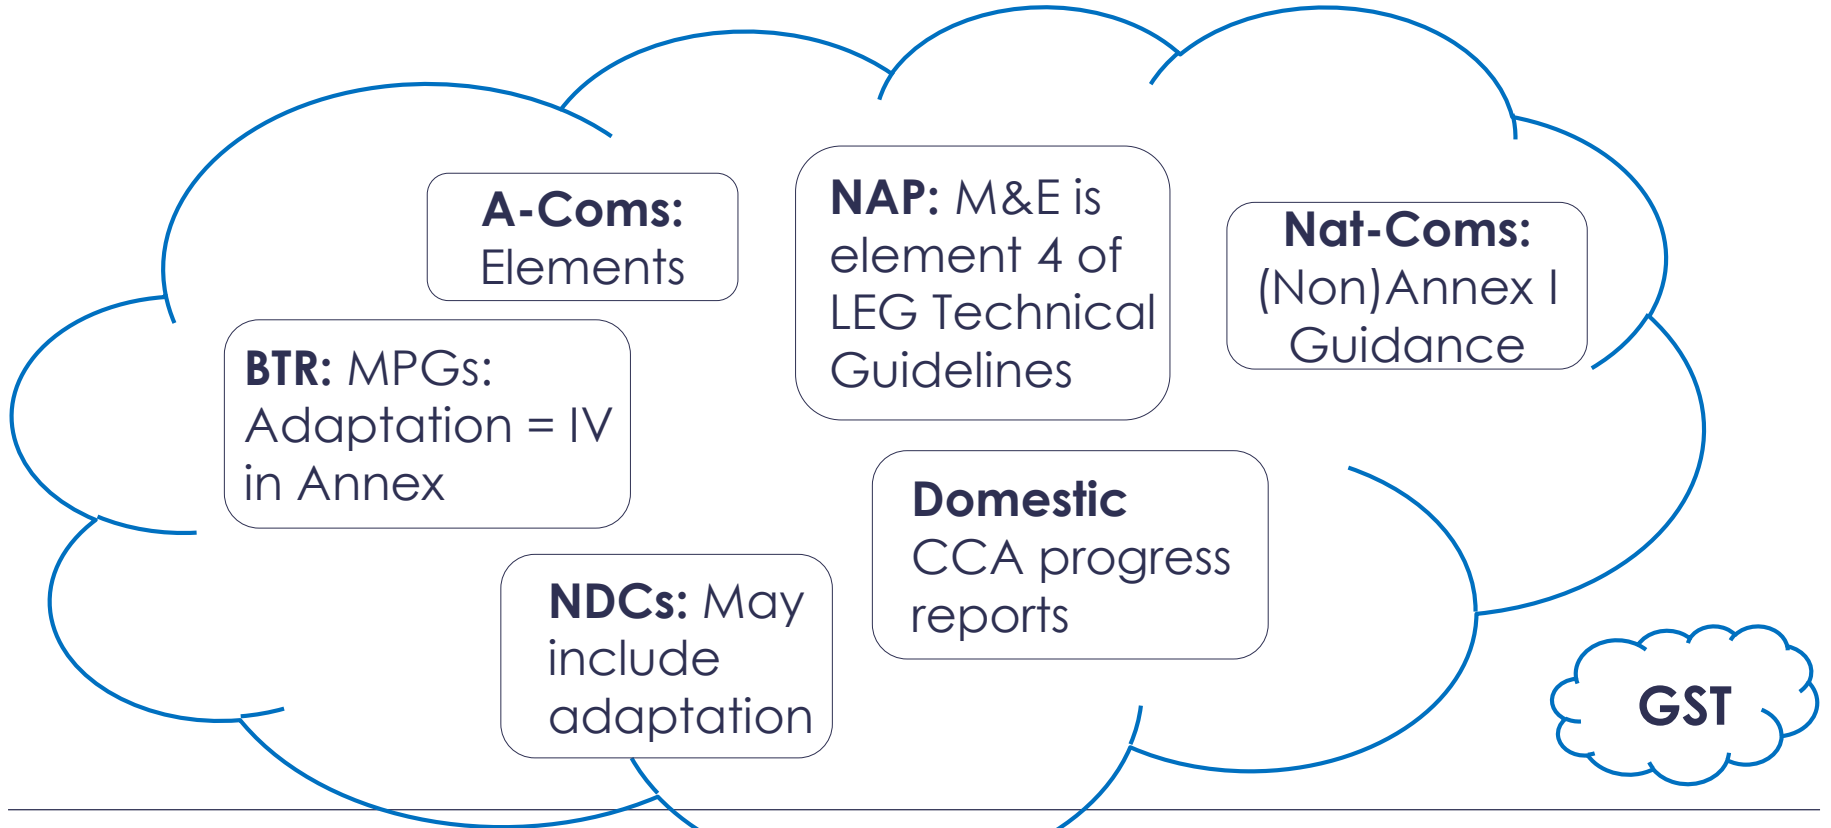 A-Coms:
Elements
NAP: M&E is
element 4 of
LEG Technical
Guidelines
Nat-Coms:
(Non)Annex I
Guidance
BTR: MPGs:
Adaptation = IV
in Annex
Domestic
CCA progress
reports
NDCs: May
include
adaptation
GST